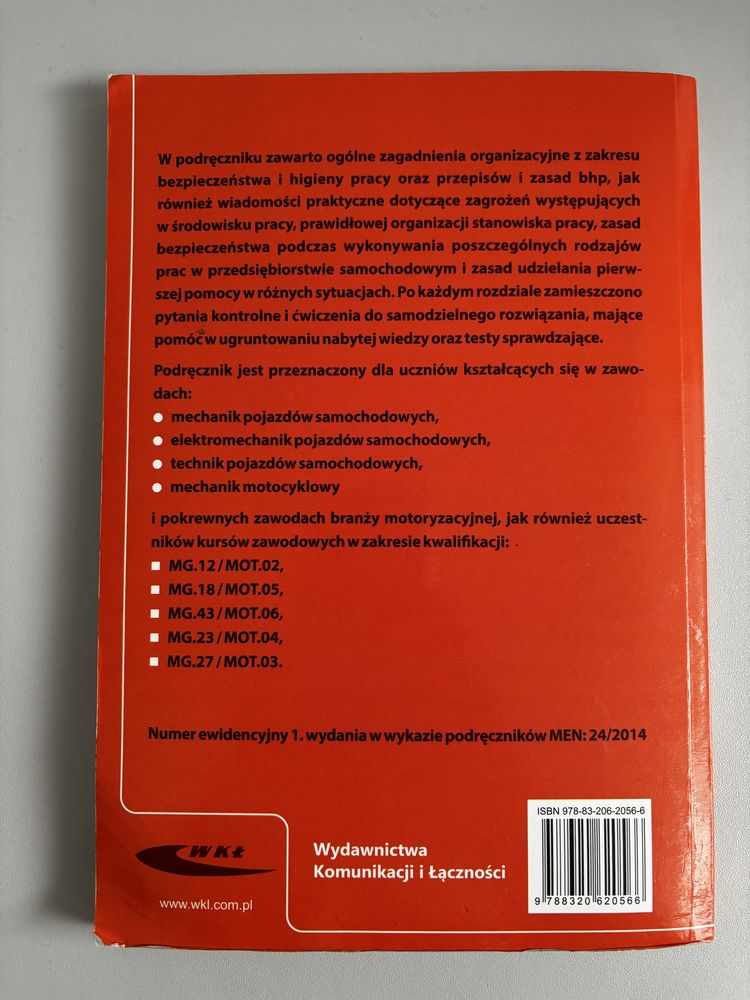 W podręczniku zawarto ogólne zagadnienia organizacyjne z zakresu
bezpieczeństwa i higieny pracy oraz przepisów i zasad bhp, jak
również wiadomości praktyczne dotyczące zagrożeń występujących
w środowisku pracy, prawidłowej organizacji stanowiska pracy, zasad
bezpieczeństwa podczas wykonywania poszczególnych rodzajów
prac w przedsiębiorstwie samochodowym i zasad udzielania pierw-
szej pomocy w różnych sytuacjach. Po każdym rozdziale zamieszczono
pytania kontrolne i ćwiczenia do samodzielnego rozwiązania, mające
pomóc w ugruntowaniu nabytej wiedzy oraz testy sprawdzające.
Podręcznik jest przeznaczony dla uczniów kształcących się w zawo-
dach:
mechanik pojazdów samochodowych,
elektromechanik pojazdów samochodowych,
technik pojazdów samochodowych,
mechanik motocyklowy
i pokrewnych zawodach branży motoryzacyjnej, jak również uczest-
ników kursów zawodowych w zakresie kwalifikacji:
MG.12 / MOT.02,
MG.18 / MOT.05,
MG.43 / MOT.06,
MG.23 / MOT.04,
MG.27 / MOT.03.
Numer ewidencyjny 1. wydania w wykazie podręczników MEN: 24/2014
WKŁ
www.wkl.com.pl
Wydawnictwa
Komunikacji i Łączności
ISBN 978-83-206-2056-6
9 788320 620566